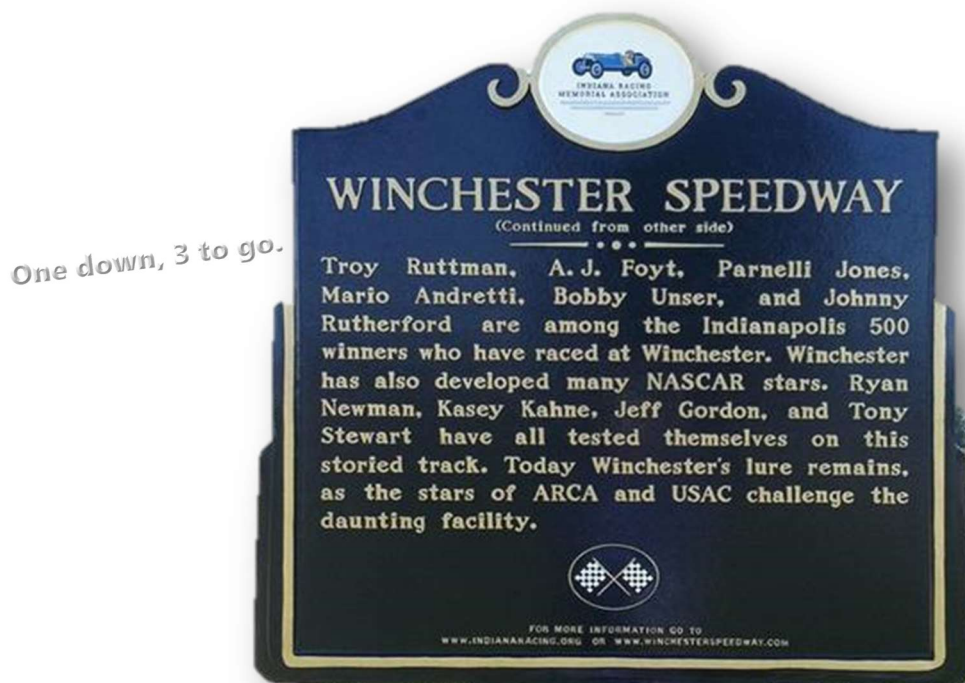 INDIANA RACING
MEMORIAL ASSOCIATION
WINCHESTER SPEEDWAY
(Continued from other side)
One down, 3 to go.
Troy Ruttman, A.J. Foyt, Parnelli Jones,
Mario Andretti, Bobby Unser, and Johnny
Rutherford are among the Indianapolis 500
winners who have raced at Winchester. Winchester
has also developed many NASCAR stars. Ryan
Newman, Kasey Kahne, Jeff Gordon, and Tony
Stewart have all tested themselves on this
storied track. Today Winchester's lure remains,
as the stars of ARCA and USAC challenge the
daunting facility.
FOR MORE INFORMATION GO TO
WWW.INDIANARACING.ORG OR WWW.WINCHESTERSPEEDWAY.COM